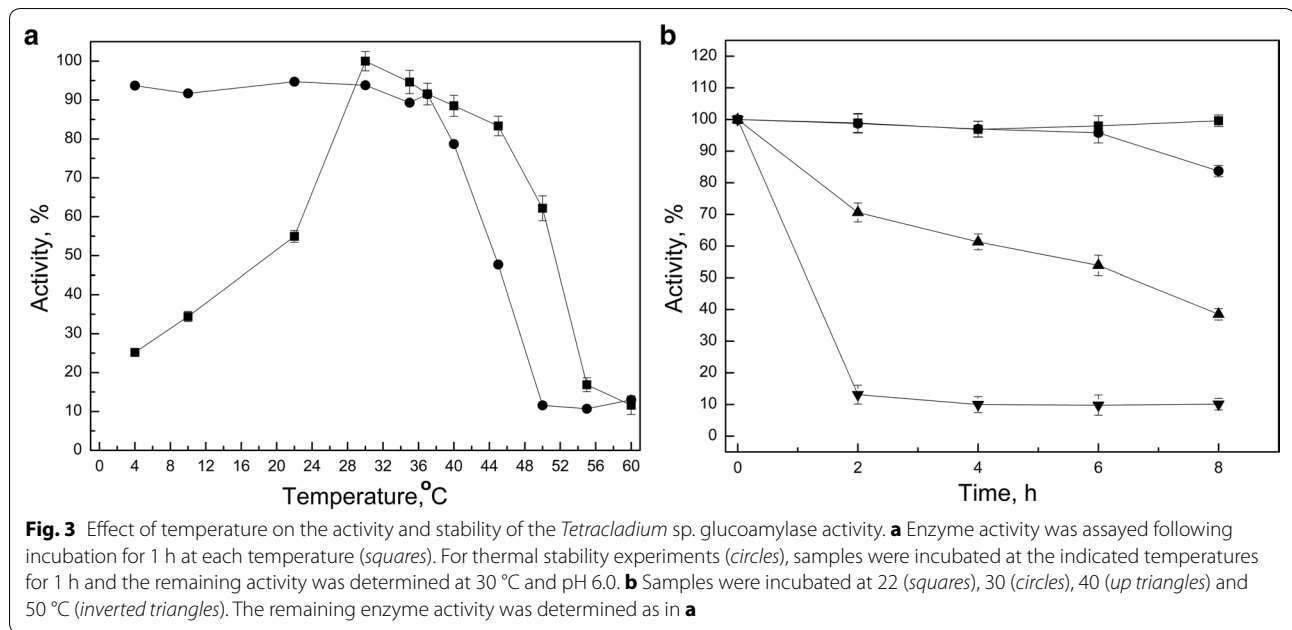 a
100
90
80
70
60
50
40
30
20
10
0
Activity, %
0 4 8 12 16 20 24 28 32 36 40 44 48 52 56 60
Temperature,°C
b
120
110
100
90
80
70
60
50
40
30
20
10
0
Activity, %
0 2 4 6 8
Time, h
Fig. 3 Effect of temperature on the activity and stability of the Tetracladium sp. glucoamylase activity. a Enzyme activity was assayed following
incubation for 1 h at each temperature (squares). For thermal stability experiments (circles), samples were incubated at the indicated temperatures
for 1 h and the remaining activity was determined at 30 °C and pH 6.0. b Samples were incubated at 22 (squares), 30 (circles), 40 (up triangles) and
50 °C (inverted triangles). The remaining enzyme activity was determined as in a